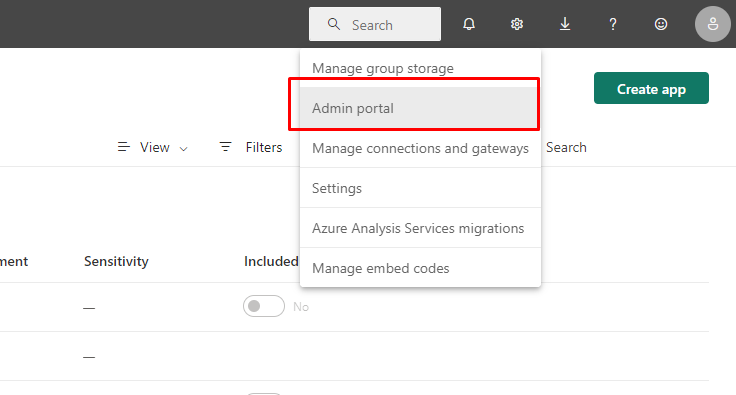 Search
?
Manage group storage
Create app
Admin portal
View
Filters
Manage connections and gateways
Search
Settings
Azure Analysis Services migrations
ment
Sensitivity
Included
Manage embed codes
—
No
—